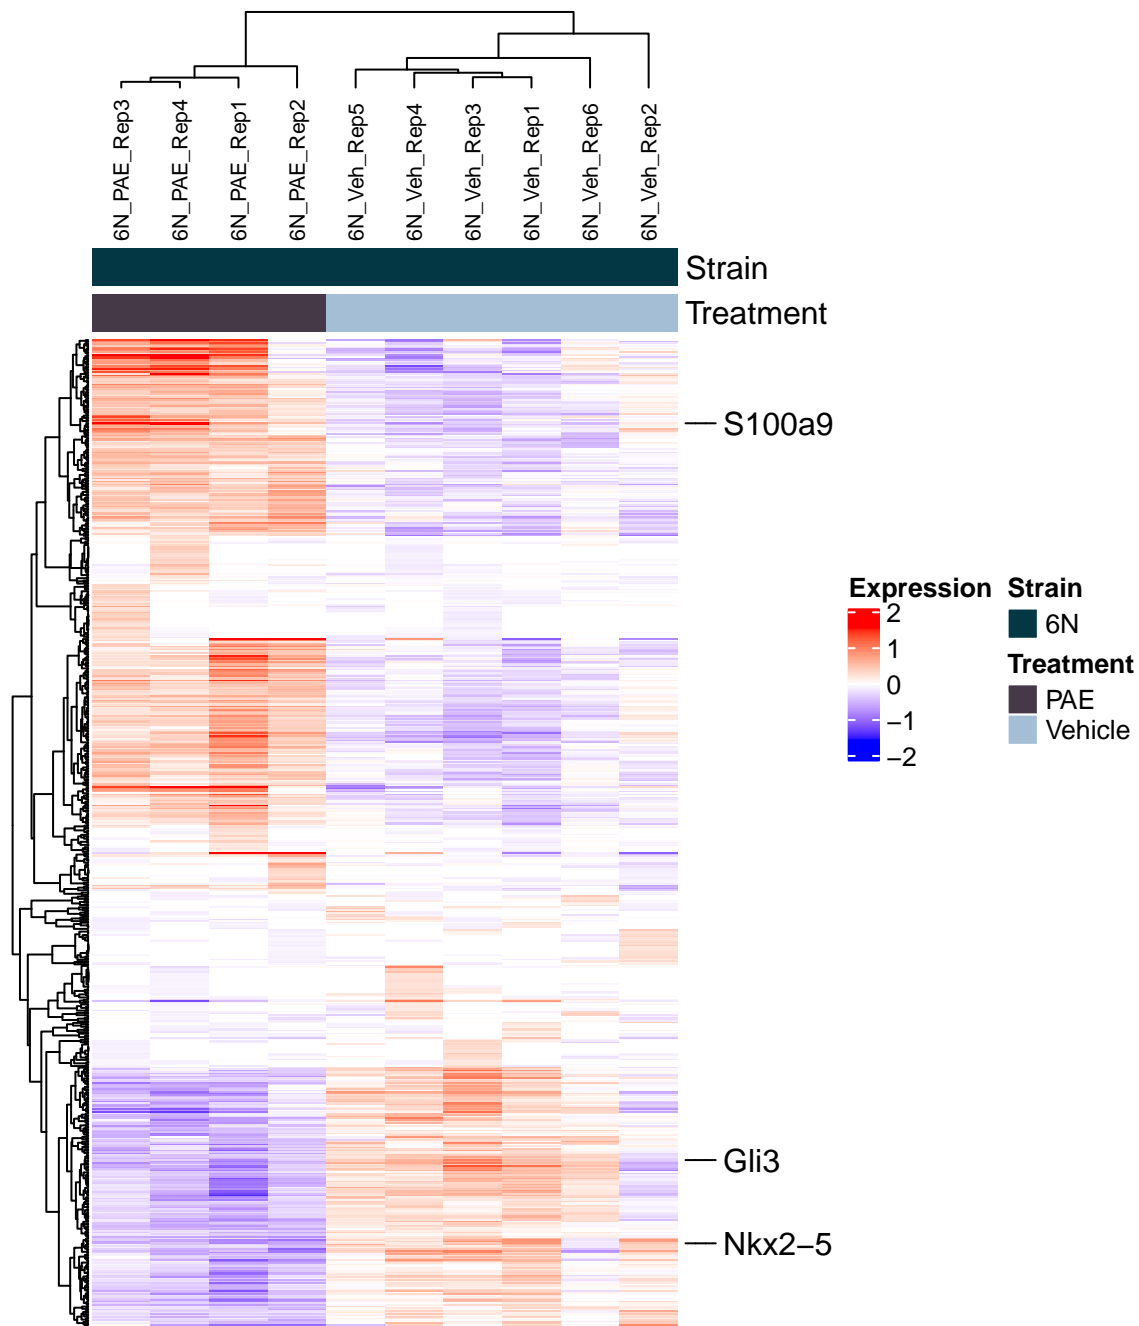 6N_PAE_Rep3
6N_PAE_Rep4
6N_PAE_Rep1
6N_PAE_Rep2
6N_Veh_Rep5
6N_Veh_Rep4
6N_Veh_Rep3
6N_Veh_Rep1
6N_Veh_Rep6
6N_Veh_Rep2
Strain
Treatment
S100a9
Gli3
Nkx2−5
Expression
2
1
0
−1
−2
Strain
6N
Treatment
PAE
Vehicle